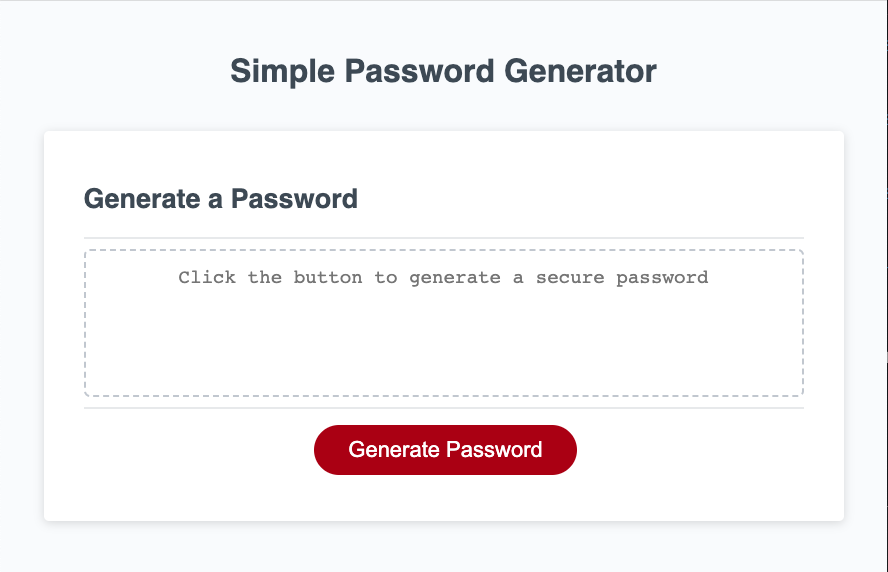 Simple Password Generator
Generate a Password
Click the button to generate a secure password
Generate Password